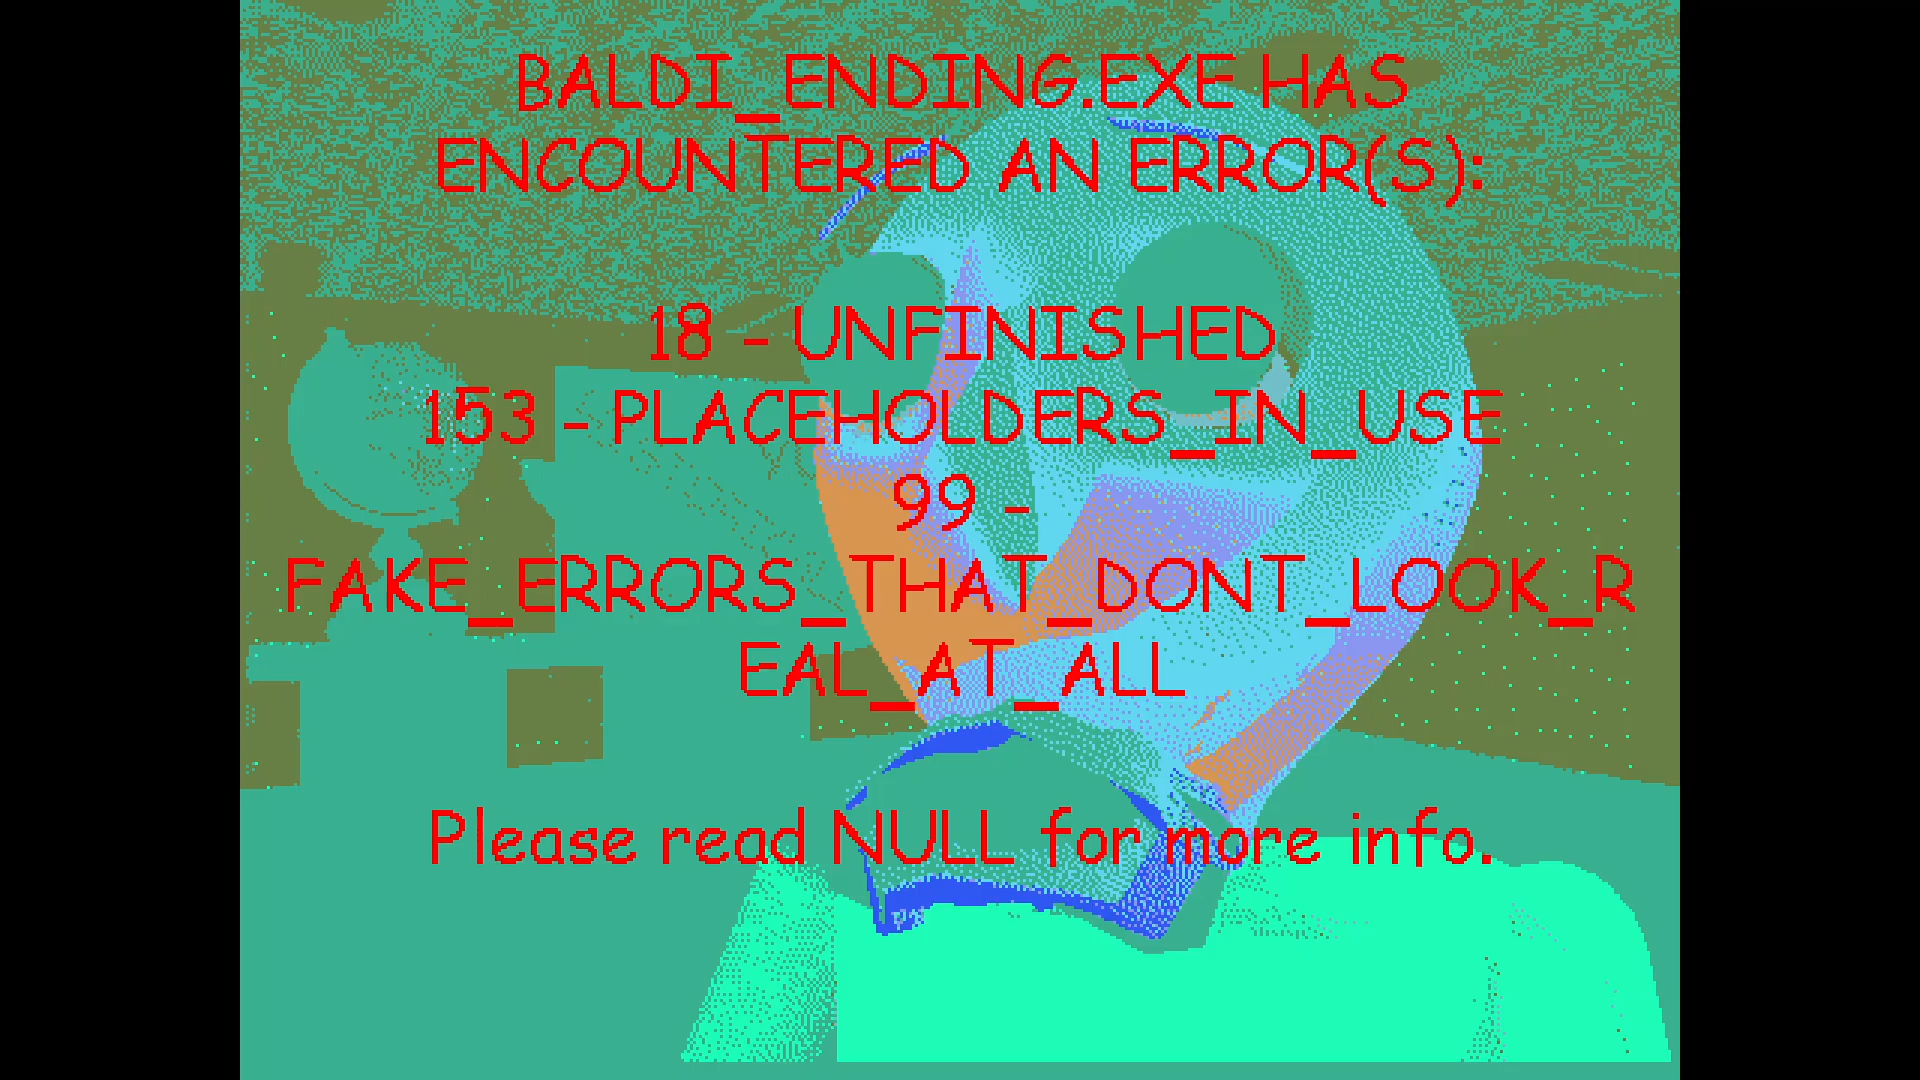 BALDI_ENDING.EXE HAS
ENCOUNTERED AN ERROR(S):
18 - UNFINISHED
153 - PLACEHOLDERS_IN_USE
99 -
FAKE_ERRORS_THAT_DONT_LOOK_R
EAL_AT_ALL
Please read NULL for more info.